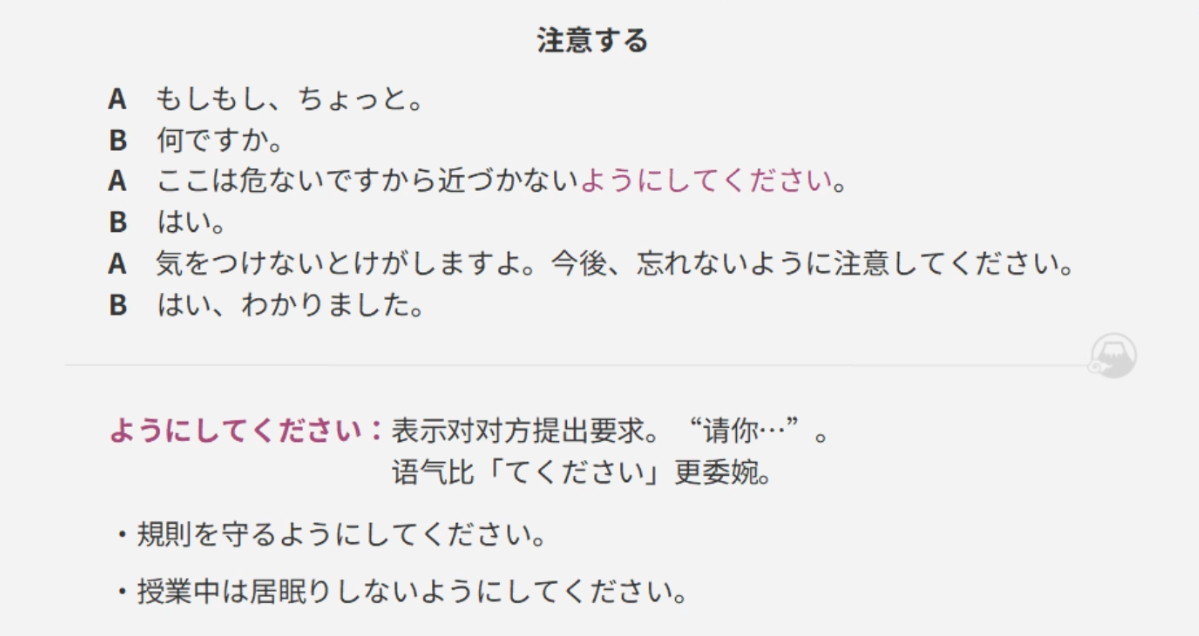 注意する
A もしもし、ちょっと。
B 何ですか。
A ここは危ないですから近づかないようにしてください。
B はい。
A 気をつけないとけがしますよ。今後、忘れないように注意してください。
B はい、わかりました。
ようにしてください：表示对对方提出要求。“请你…”。
语气比「てください」更委婉。
・規則を守るようにしてください。
・授業中は居眠りしないようにしてください。